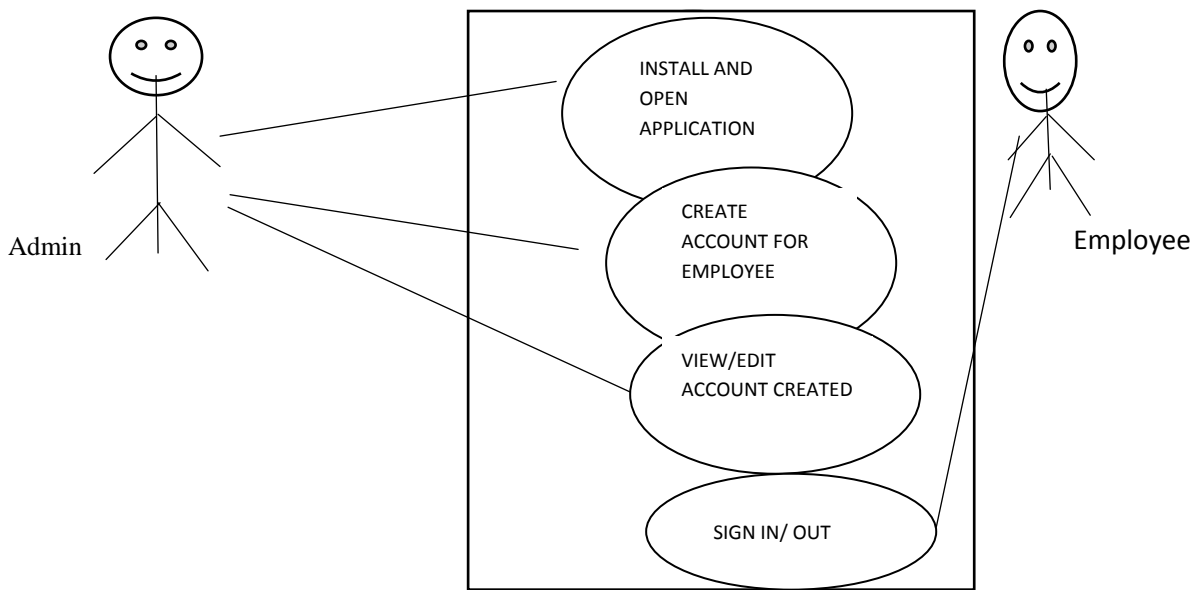 INSTALL AND
OPEN
APPLICATION
CREATE
ACCOUNT FOR
EMPLOYEE
Admin
Employee
VIEW/EDIT
ACCOUNT CREATED
SIGN IN/ OUT